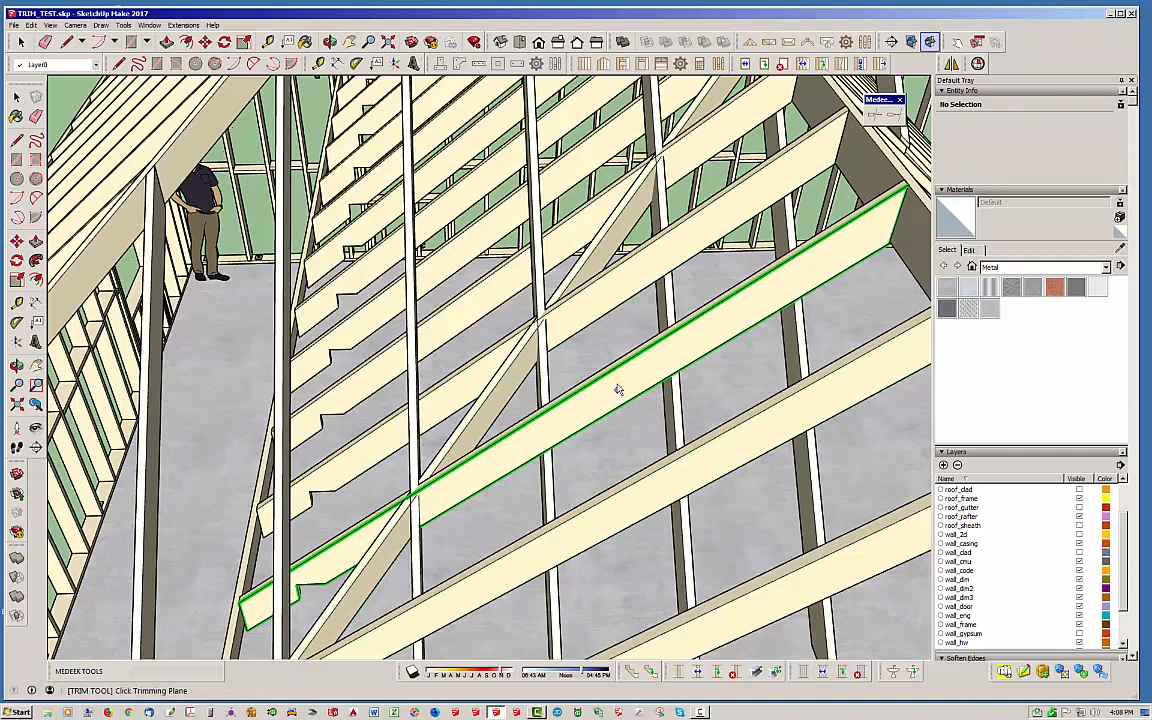 TRIM_TEST.skp - SketchUp Make 2017
File Edit View Camera Draw Tools Window Extensions Help
Layer0
Medee...
Default Tray
Entity Info
No Selection
Materials
Default
Select Edit
Metal
Layers
Name Visible Color
roof_clad
roof_frame
roof_gutter
roof_rafter
roof_sheath
wall_2d
wall_casing
wall_clad
wall_cmu
wall_code
wall_dim
wall_dim2
wall_dim3
wall_door
wall_eng
wall_frame
wall_gypsum
wall_hw
Soften Edges
MEDEEK TOOLS
J F M A M J J A S O N D
06:43 AM Noon 04:45 PM
[TRIM TOOL] Click Trimming Plane
Start
4:08 PM